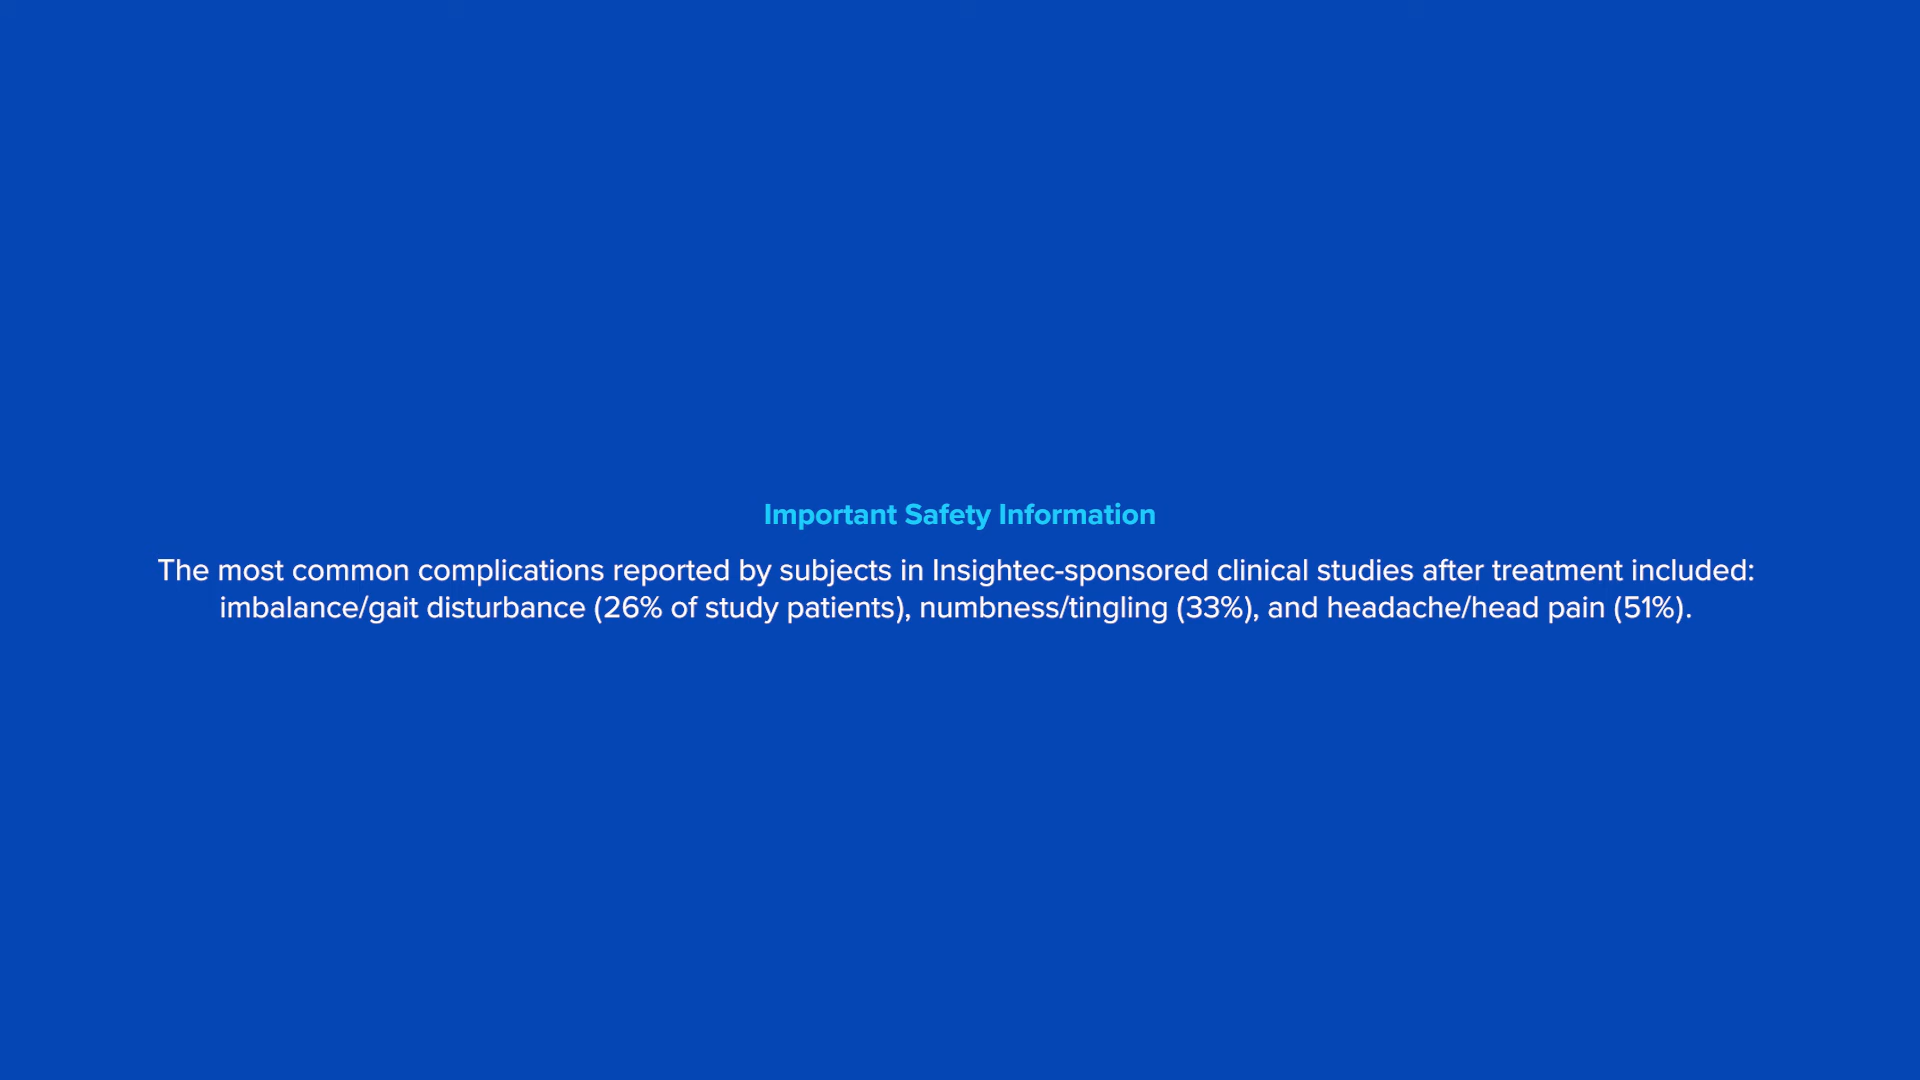 Important Safety Information
The most common complications reported by subjects in Insightec-sponsored clinical studies after treatment included:
imbalance/gait disturbance (26% of study patients), numbness/tingling (33%), and headache/head pain (51%).